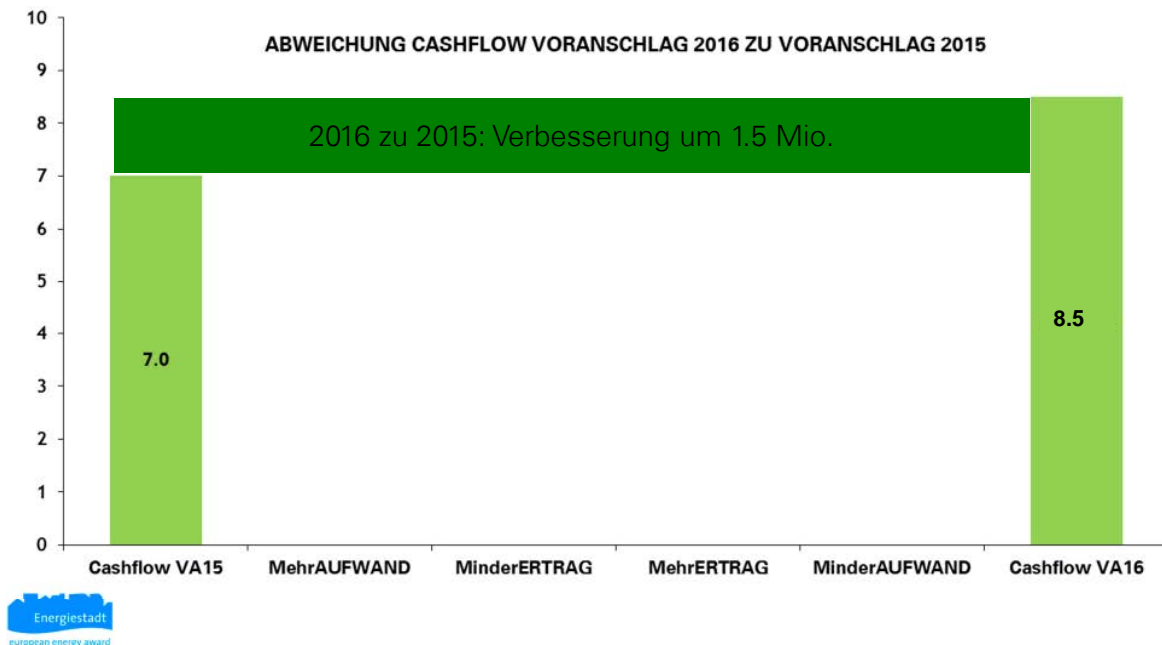 ABWEICHUNG CASHFLOW VORANSCHLAG 2016 ZU VORANSCHLAG 2015
10
9
8
7
6
5
4
3
2
1
0
2016 zu 2015: Verbesserung um 1.5 Mio.
7.0
8.5
Cashflow VA15 MehrAUFWAND MinderERTRAG MehrERTRAG MinderAUFWAND Cashflow VA16
Energiestadt
european energy award